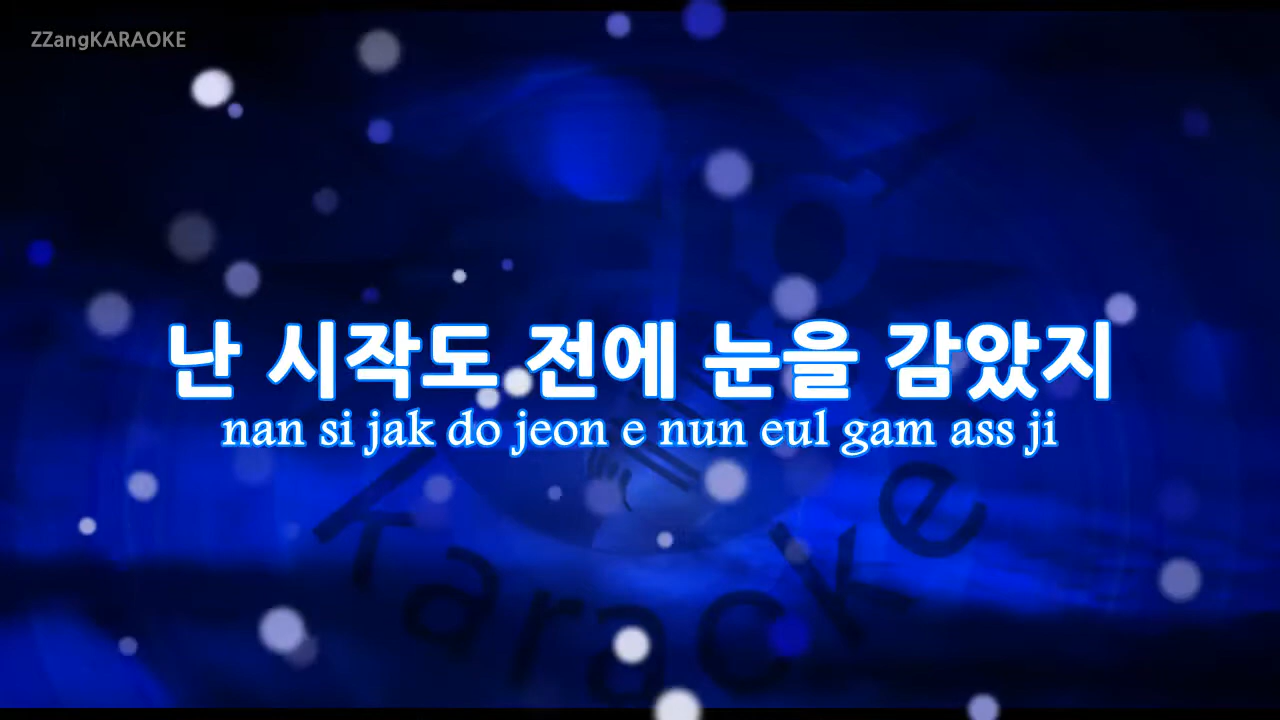 ZZangKARAOKE
난 시작도 전에 눈을 감았지
nan si jak do jeon e nun eul gam ass ji
Karaoke